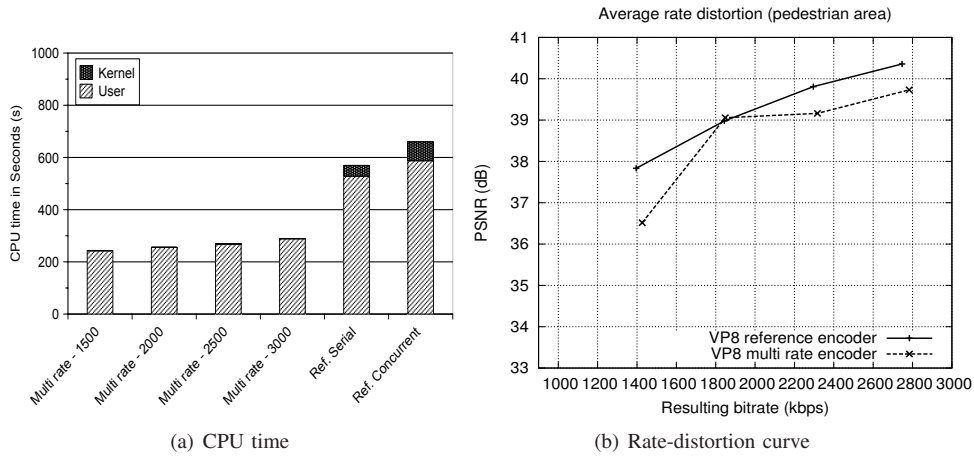 1000
800
600
400
200
0
CPU time in Seconds (s)
Kernel
User
Multi rate - 1500
Multi rate - 2000
Multi rate - 2500
Multi rate - 3000
Ref. Serial
Ref. Concurrent
(a) CPU time
Average rate distortion (pedestrian area)
41
40
39
38
37
36
35
34
33
PSNR (dB)
VP8 reference encoder
VP8 multi rate encoder
1000 1200 1400 1600 1800 2000 2200 2400 2600 2800 3000
Resulting bitrate (kbps)
(b) Rate-distortion curve